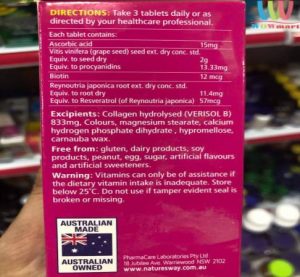 DIRECTIONS: Take 3 tablets daily or as
directed by your healthcare professional.
Each tablet contains:
Ascorbic acid 15mg
Vitis vinifera (grape seed) seed ext. dry conc. std.
Equiv. to seed dry 2g
Equiv. to procyanidins 13.33mg
Biotin 12 mcg
Reynoutria japonica root ext. dry conc. std.
Equiv. to root dry 11.4mg
Equiv. to Resveratrol (of Reynoutria japonica) 57mcg
Excipients: Collagen hydrolysed (VERISOL B)
833mg, Colours, magnesium stearate, calcium
hydrogen phosphate dihydrate, hypromellose,
carnauba wax.
Free from: gluten, dairy products, soy
products, peanut, egg, sugar, artificial flavours
and artificial sweeteners.
Warning: Vitamins can only be of assistance if
the dietary vitamin intake is inadequate. Store
below 25°C. Do not use if tamper evident seal is
broken or missing.
AUSTRALIAN
MADE
AUSTRALIAN
OWNED
PharmaCare Laboratories Pty Ltd
18 Jubilee Ave, Warriewood NSW 2102
www.naturesway.com.au